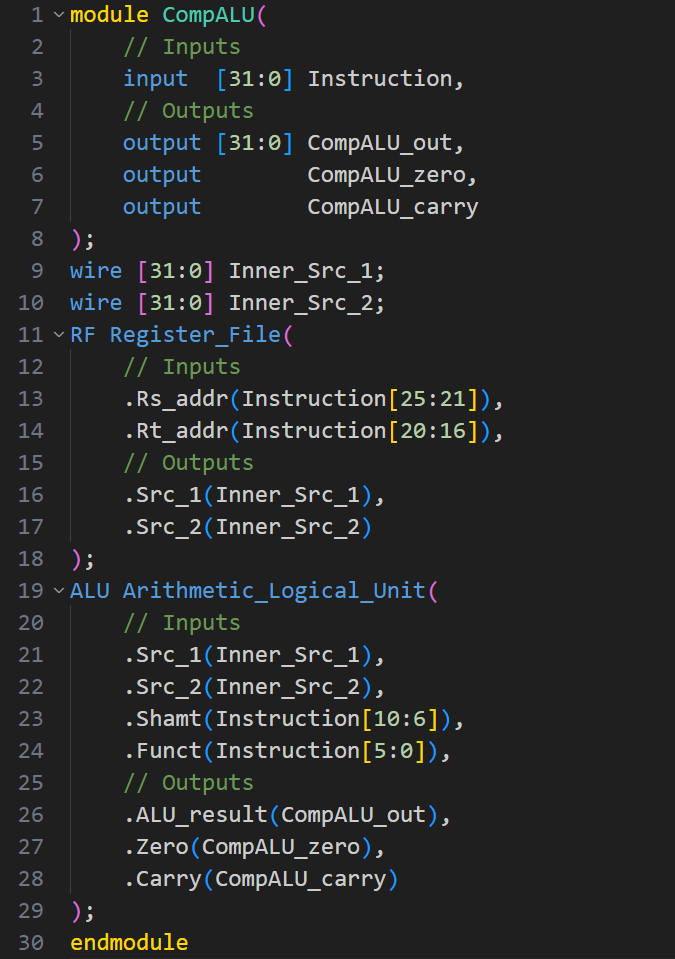 1 module CompALU(
2     // Inputs
3     input  [31:0] Instruction,
4     // Outputs
5     output [31:0] CompALU_out,
6     output        CompALU_zero,
7     output        CompALU_carry
8 );
9 wire [31:0] Inner_Src_1;
10 wire [31:0] Inner_Src_2;
11 RF Register_File(
12     // Inputs
13     .Rs_addr(Instruction[25:21]),
14     .Rt_addr(Instruction[20:16]),
15     // Outputs
16     .Src_1(Inner_Src_1),
17     .Src_2(Inner_Src_2)
18 );
19 ALU Arithmetic_Logical_Unit(
20     // Inputs
21     .Src_1(Inner_Src_1),
22     .Src_2(Inner_Src_2),
23     .Shamt(Instruction[10:6]),
24     .Funct(Instruction[5:0]),
25     // Outputs
26     .ALU_result(CompALU_out),
27     .Zero(CompALU_zero),
28     .Carry(CompALU_carry)
29 );
30 endmodule